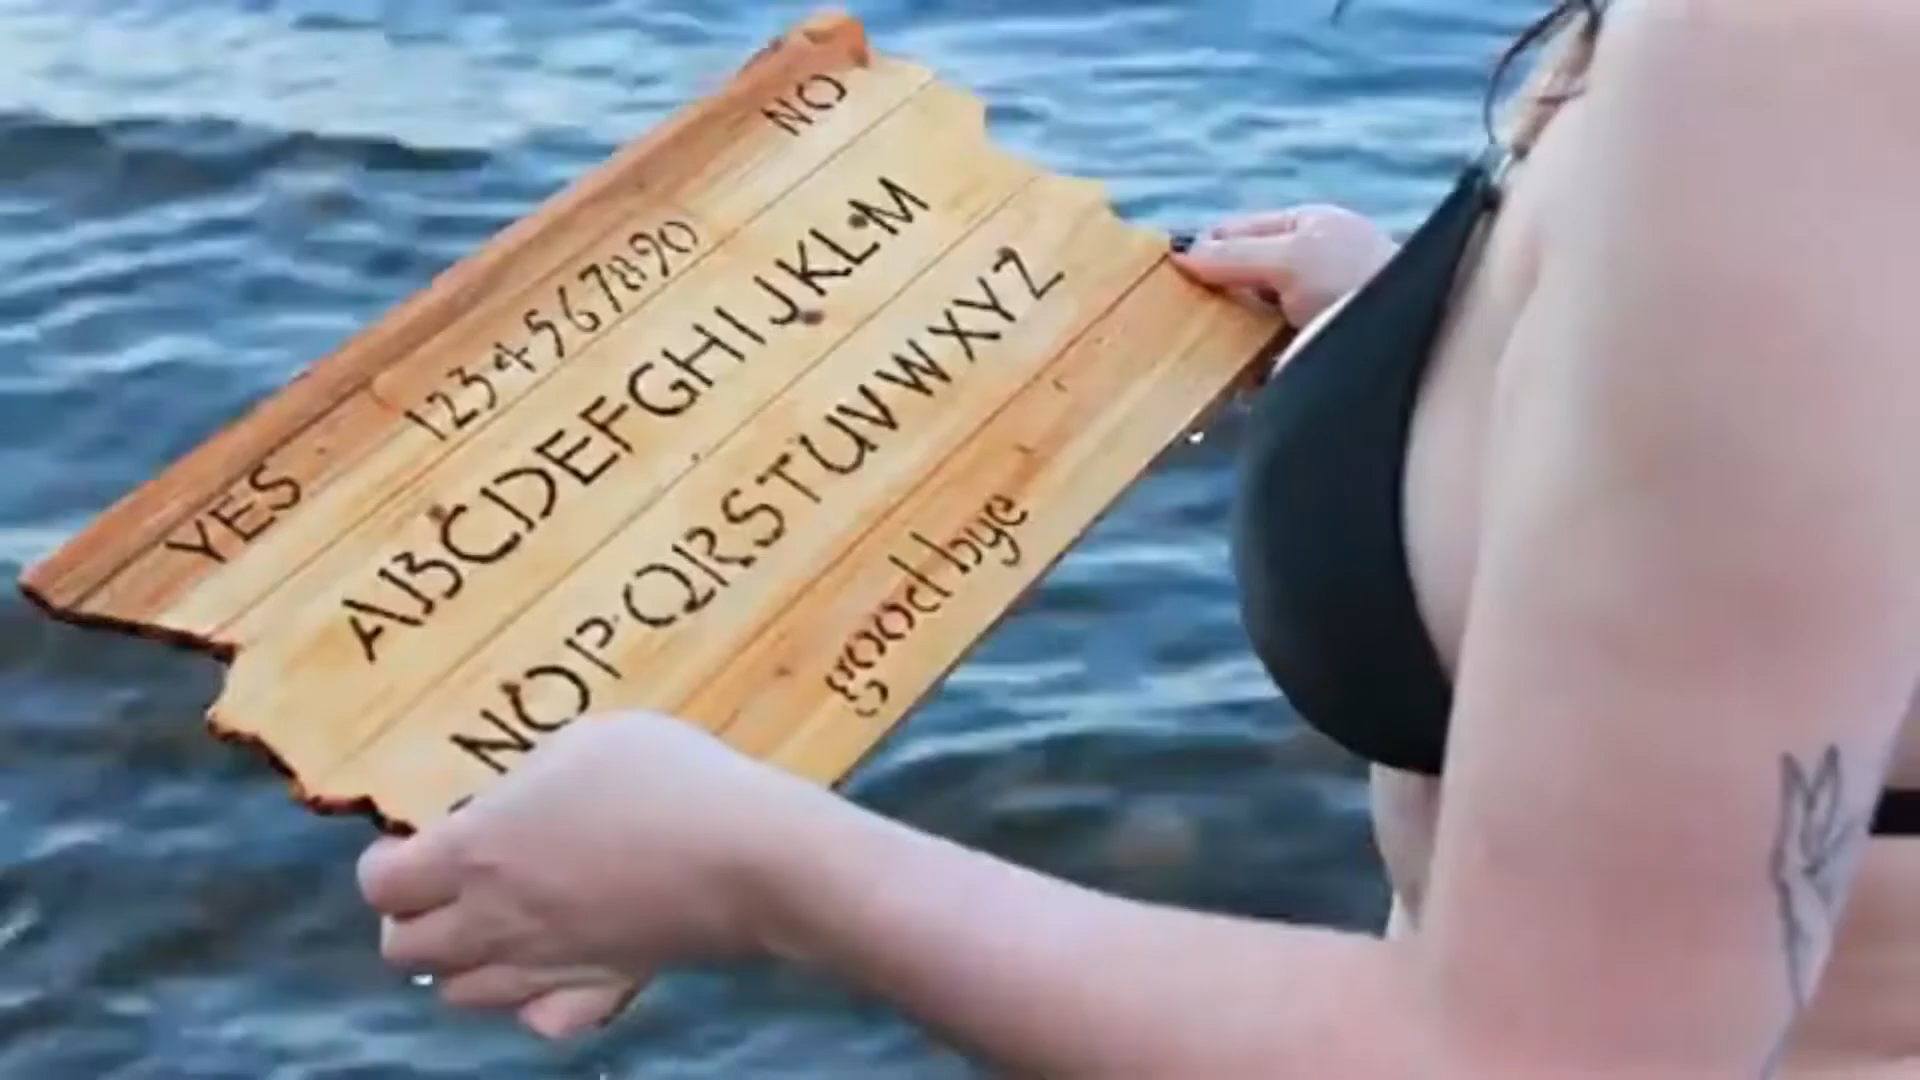 YES NO
1234567890
ABCDEFGHIJKLM
NOPQRSTUVWXYZ
good bye